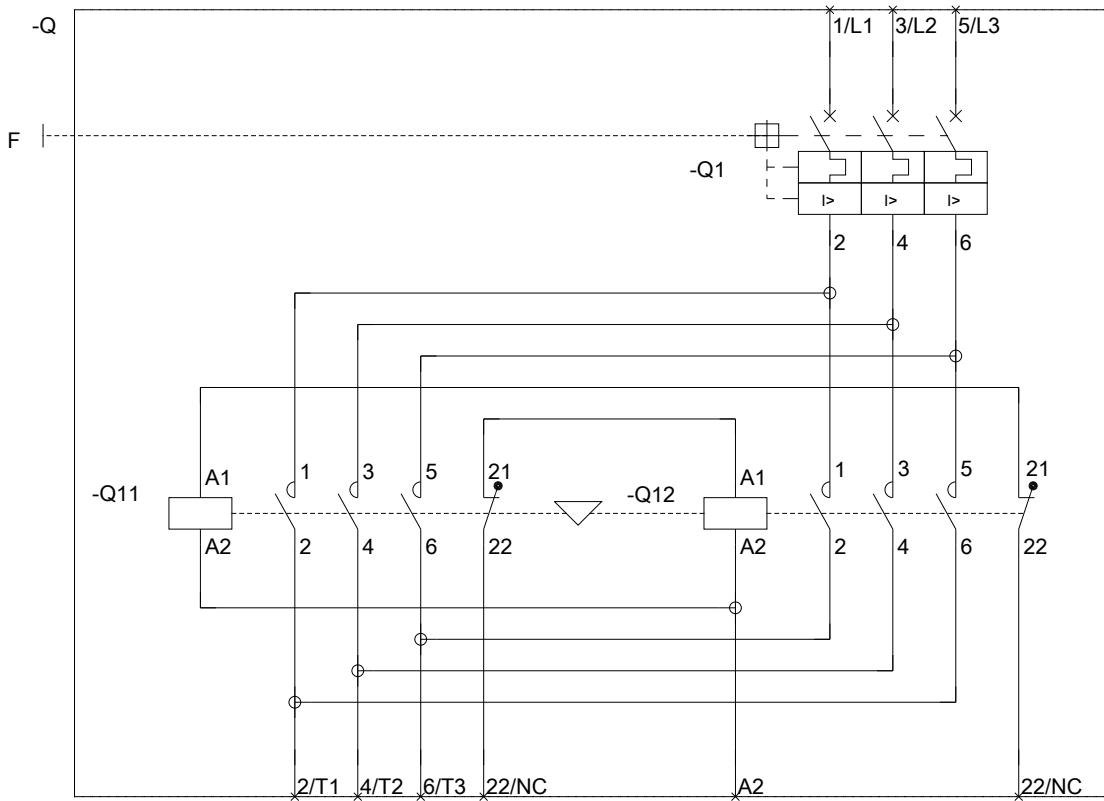 -Q 1/L1 3/L2 5/L3
F
-Q1
I> I> I>
2 4 6
-Q11 A1 1 3 5 21 -Q12 A1 1 3 5 21
A2 2 4 6 22 A2 2 4 6 22
2/T1 4/T2 6/T3 22/NC A2 22/NC